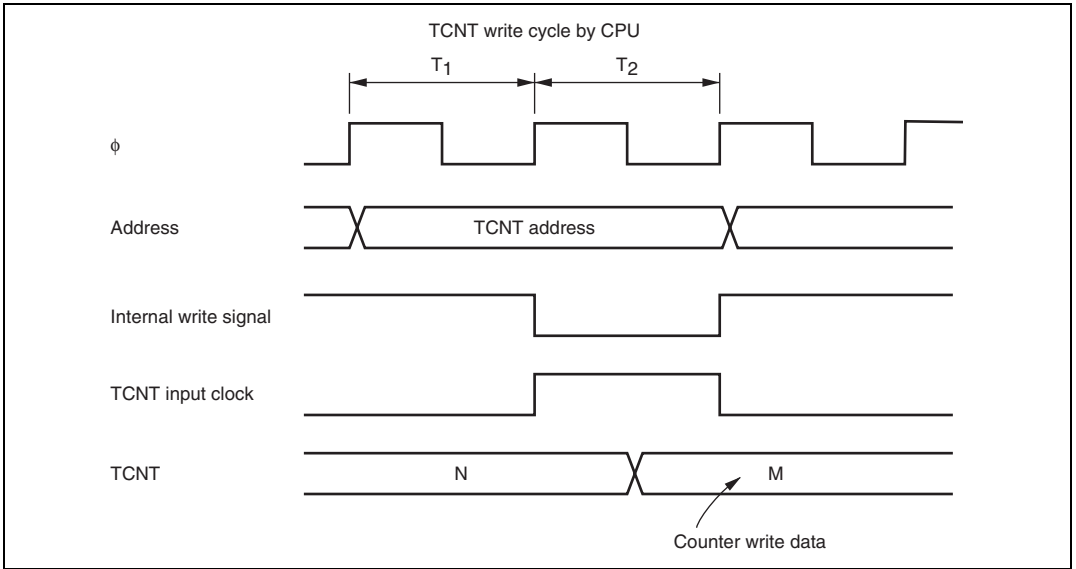 TCNT write cycle by CPU
T1 T2
ϕ
Address TCNT address
Internal write signal
TCNT input clock
TCNT N M
Counter write data